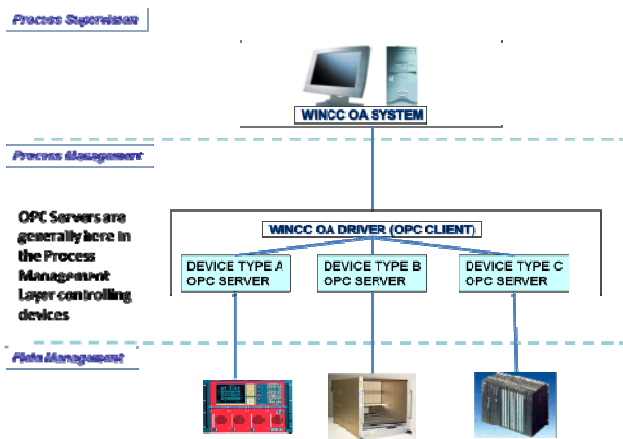 Process Supervision
WINCC OA SYSTEM
Process Management
OPC Servers are
generally here in
the Process
Management
Layer controlling
devices
WINCC OA DRIVER (OPC CLIENT)
DEVICE TYPE A
OPC SERVER
DEVICE TYPE B
OPC SERVER
DEVICE TYPE C
OPC SERVER
Management